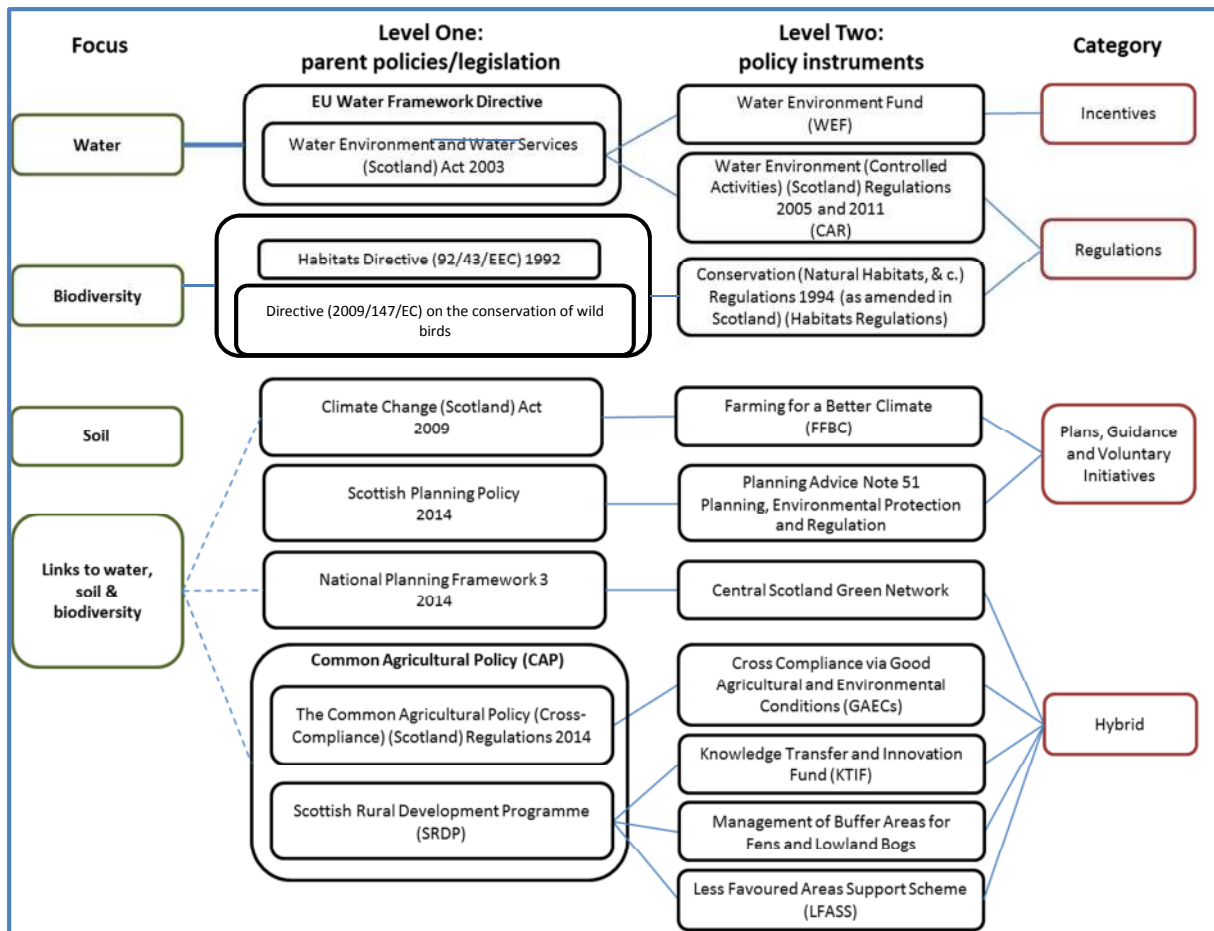 Focus
Level One:
parent policies/legislation
Level Two:
policy instruments
Category
Water
EU Water Framework Directive
Water Environment and Water Services
(Scotland) Act 2003
Water Environment Fund
(WEF)
Incentives
Water Environment (Controlled
Activities) (Scotland) Regulations
2005 and 2011
(CAR)
Regulations
Biodiversity
Habitats Directive (92/43/EEC) 1992
Directive (2009/147/EC) on the conservation of wild
birds
Conservation (Natural Habitats, & c.)
Regulations 1994 (as amended in
Scotland) (Habitats Regulations)
Soil
Climate Change (Scotland) Act
2009
Farming for a Better Climate
(FFBC)
Plans, Guidance
and Voluntary
Initiatives
Scottish Planning Policy
2014
Planning Advice Note 51
Planning, Environmental Protection
and Regulation
Links to water,
soil &
biodiversity
National Planning Framework 3
2014
Central Scotland Green Network
Common Agricultural Policy (CAP)
The Common Agricultural Policy (Cross-
Compliance) (Scotland) Regulations 2014
Cross Compliance via Good
Agricultural and Environmental
Conditions (GAECs)
Hybrid
Scottish Rural Development Programme
(SRDP)
Knowledge Transfer and Innovation
Fund (KTIF)
Management of Buffer Areas for
Fens and Lowland Bogs
Less Favoured Areas Support Scheme
(LFASS)